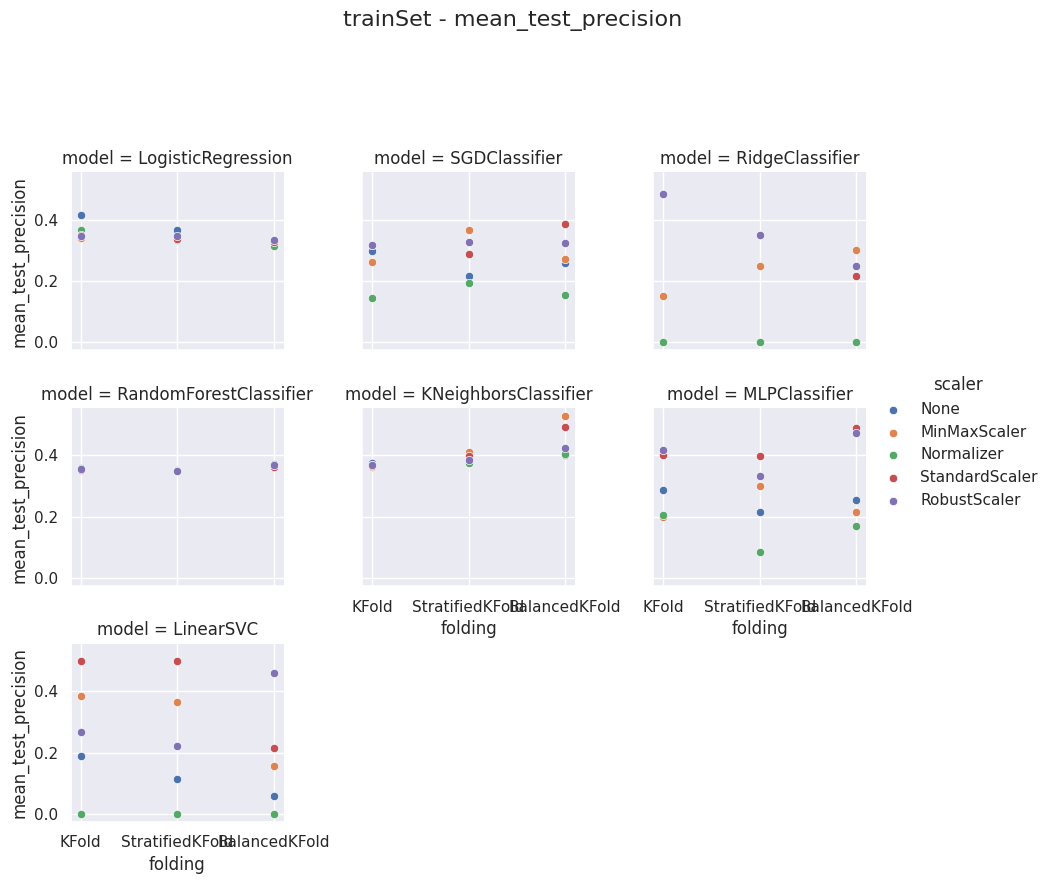 trainSet - mean_test_precision
model = LogisticRegression
model = SGDClassifier
model = RidgeClassifier
mean_test_precision
0.4
0.2
0.0
model = RandomForestClassifier
model = KNeighborsClassifier
model = MLPClassifier
mean_test_precision
0.4
0.2
0.0
KFold
StratifiedKFold
BalancedKFold
folding
KFold
StratifiedKFold
BalancedKFold
folding
scaler
None
MinMaxScaler
Normalizer
StandardScaler
RobustScaler
model = LinearSVC
mean_test_precision
0.4
0.2
0.0
KFold
StratifiedKFold
BalancedKFold
folding